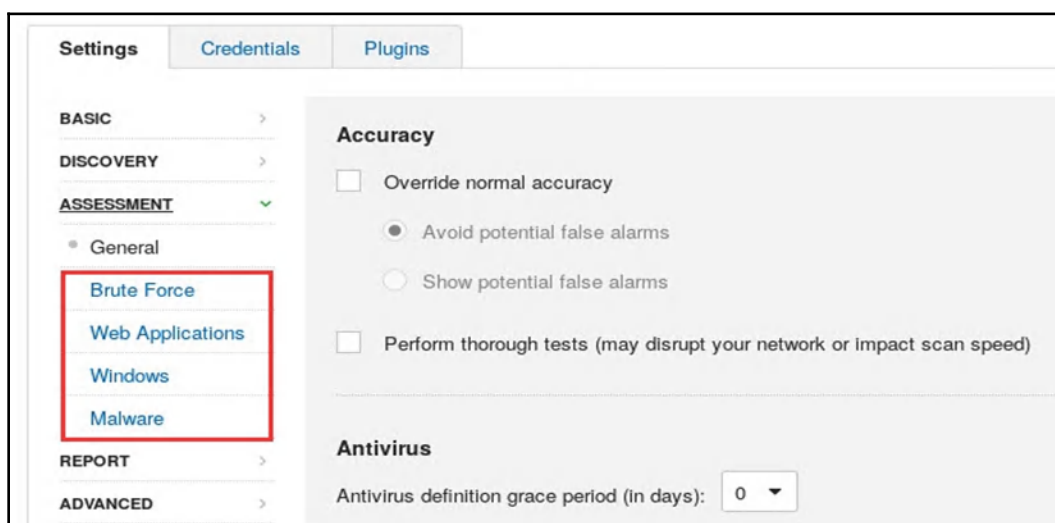 Settings
Credentials
Plugins
BASIC
DISCOVERY
ASSESSMENT
General
Brute Force
Web Applications
Windows
Malware
REPORT
ADVANCED
Accuracy
Override normal accuracy
Avoid potential false alarms
Show potential false alarms
Perform thorough tests (may disrupt your network or impact scan speed)
Antivirus
Antivirus definition grace period (in days): 0